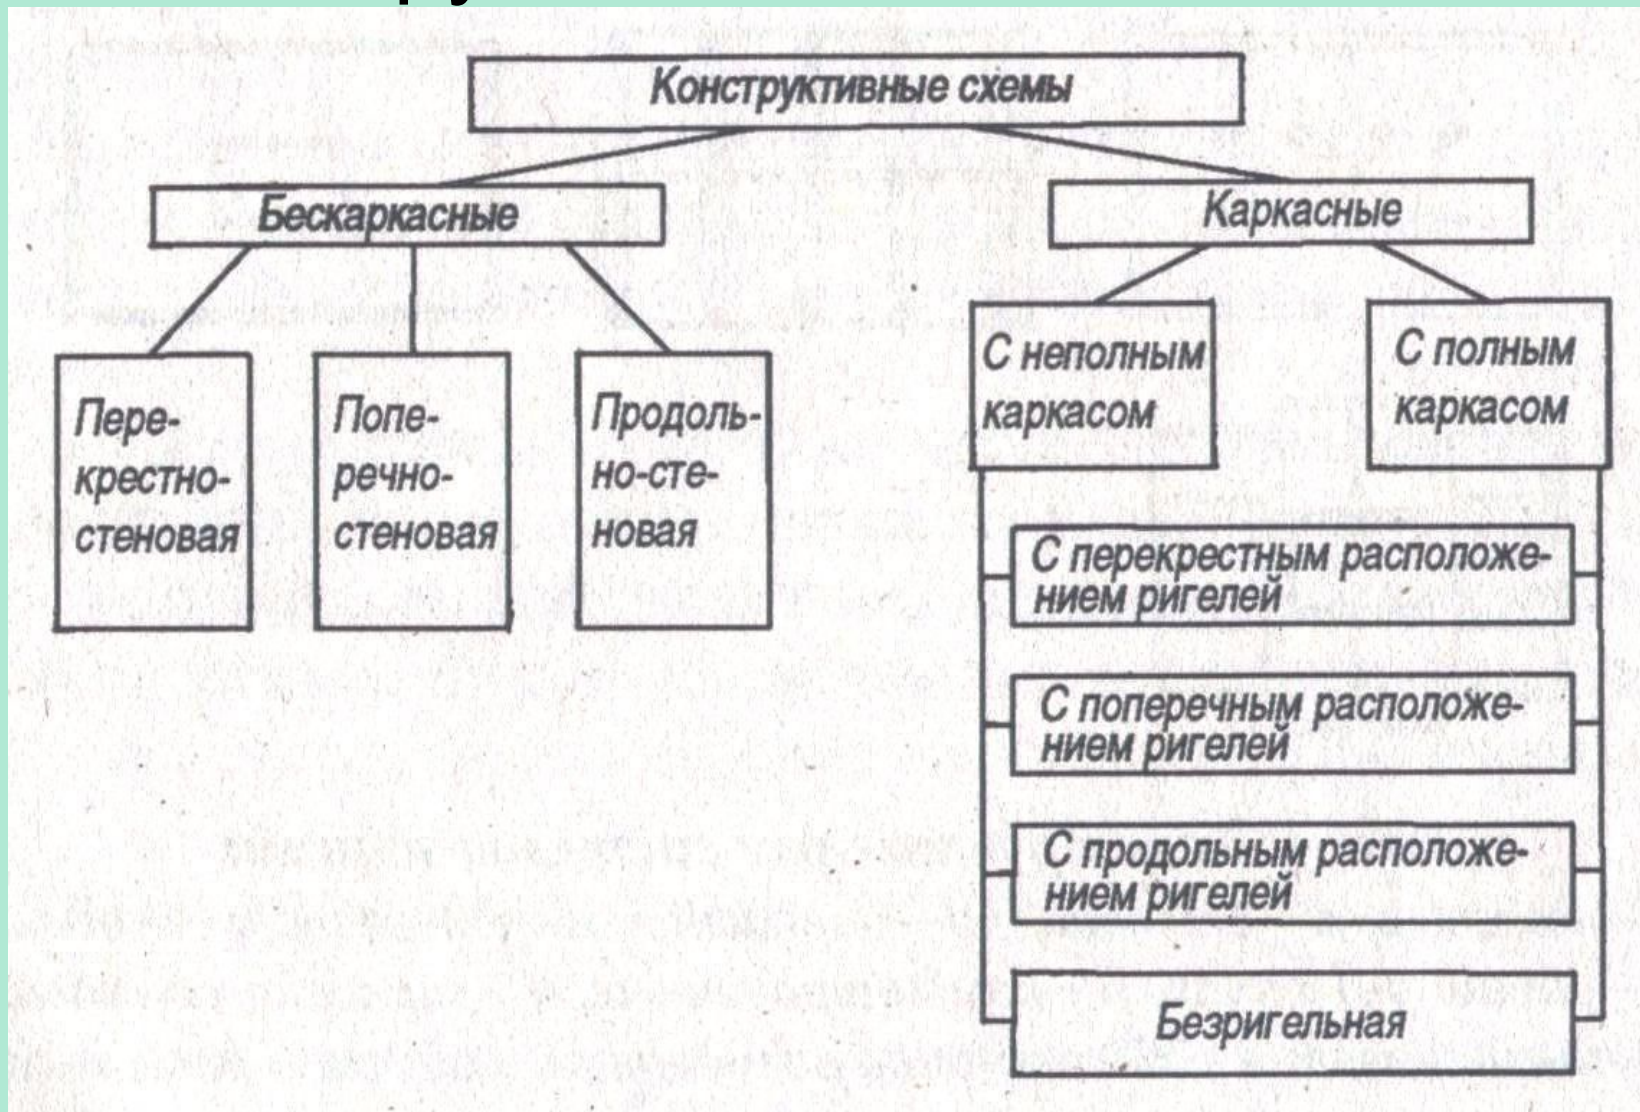 Конструктивные схемы
Бескаркасные
Каркасные
Пере-
крестно-
стеновая
Попе-
речно-
стеновая
Продоль-
но-сте-
новая
С неполным
каркасом
С полным
каркасом
С перекрестным расположе-
нием ригелей
С поперечным расположе-
нием ригелей
С продольным расположе-
нием ригелей
Безригельная